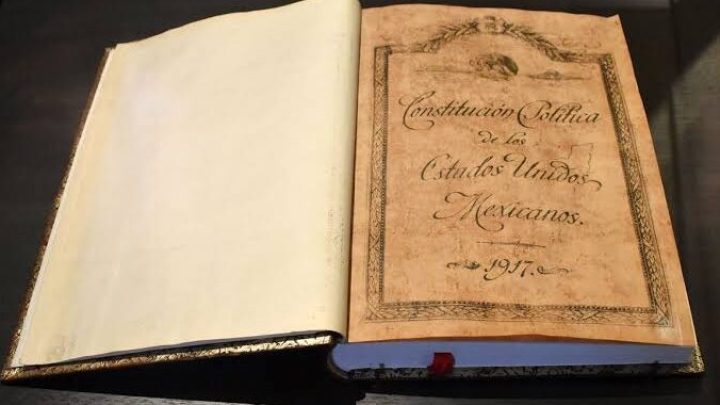 Constitución Política
de los
Estados Unidos
Mexicanos.
1917.